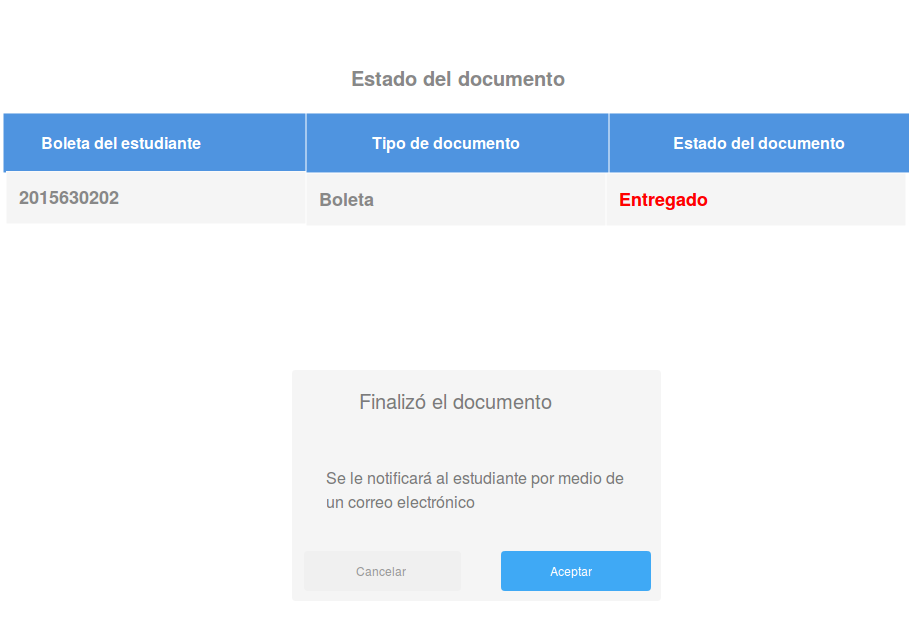 Estado del documento
Boleta del estudiante Tipo de documento Estado del documento
2015630202 Boleta Entregado
Finalizó el documento
Se le notificará al estudiante por medio de
un correo electrónico
Cancelar Aceptar